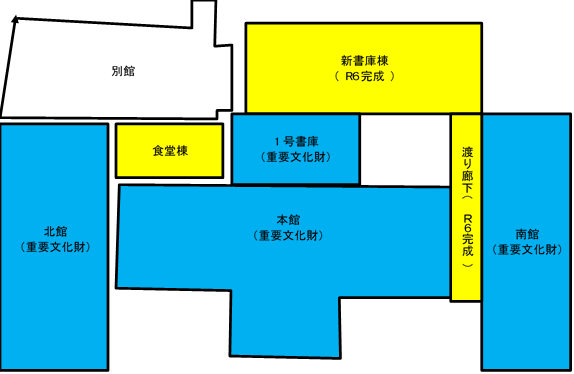 別館
新書庫棟
( R6完成 )
食堂棟
1号書庫
(重要文化財)
渡り廊下( R6完成 )
北館
(重要文化財)
本館
(重要文化財)
南館
(重要文化財)